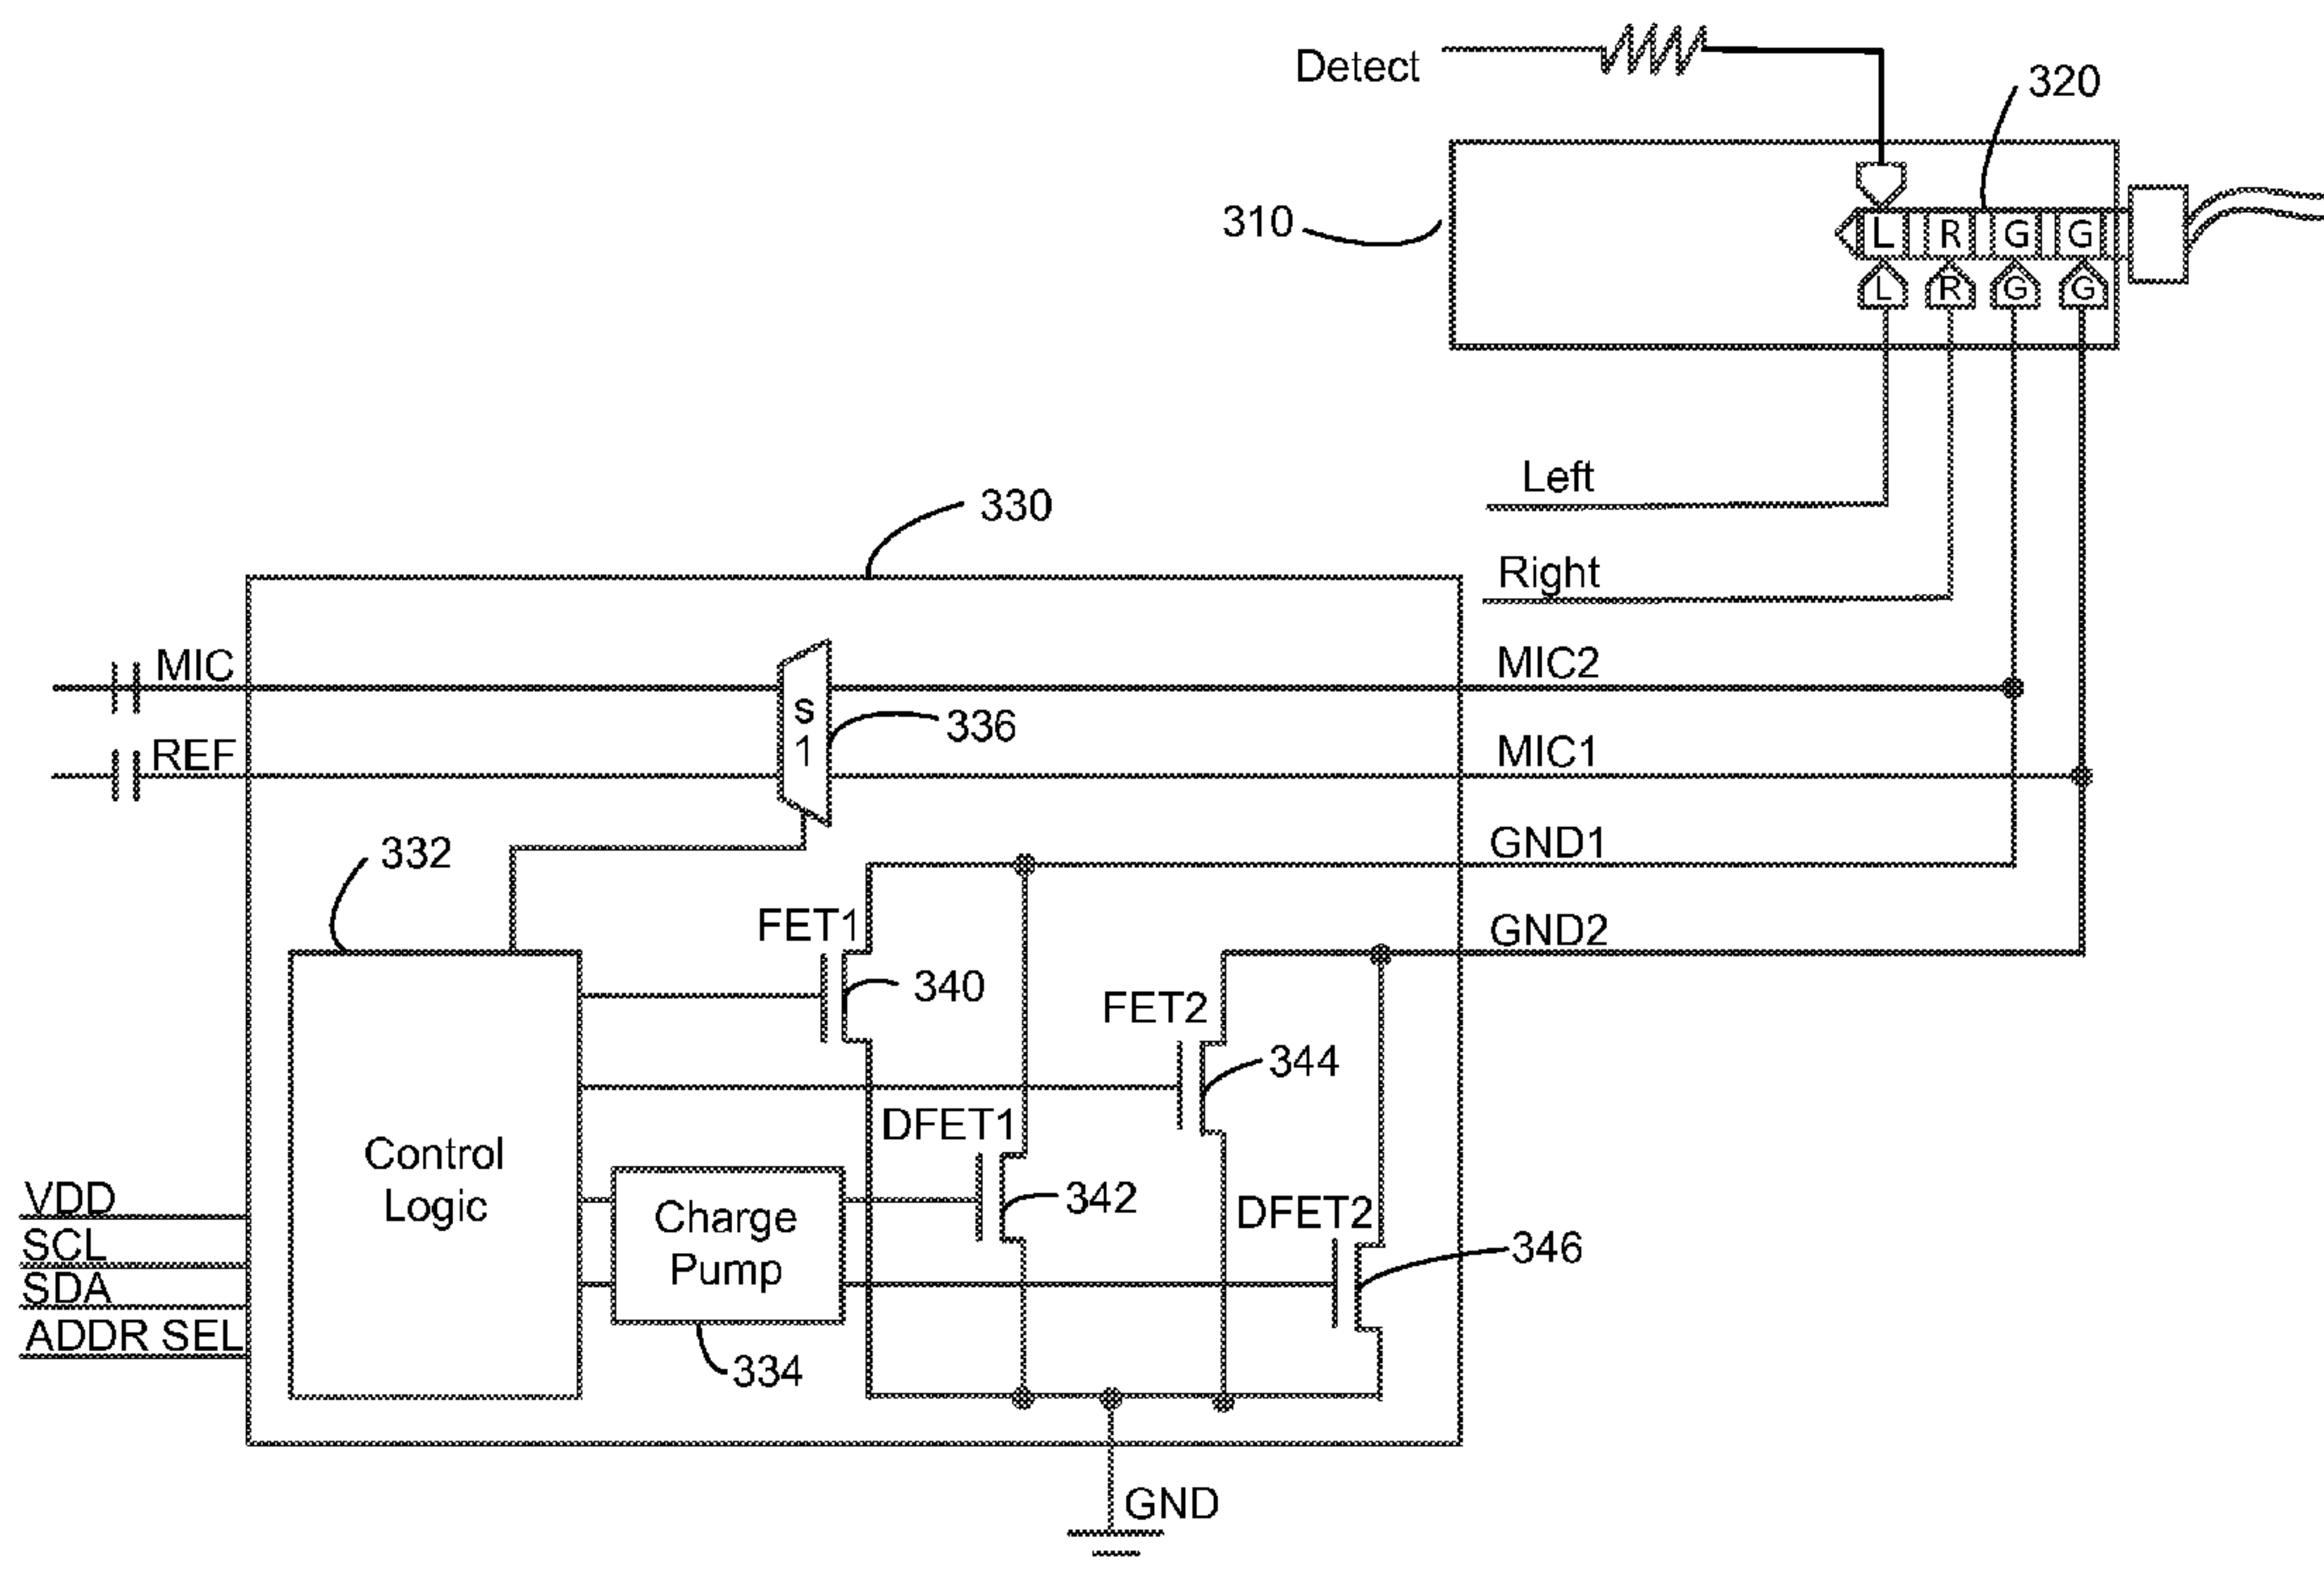 Detect
320
310
L R G G
L R G G
Left
330
Right
MIC
MIC2
S
1
336
REF
MIC1
332
GND1
FET1
GND2
340
FET2
344
DFET1
Control
Logic
VDD
Charge
Pump
342
DFET2
SCL
346
SDA
ADDR SEL
334
GND